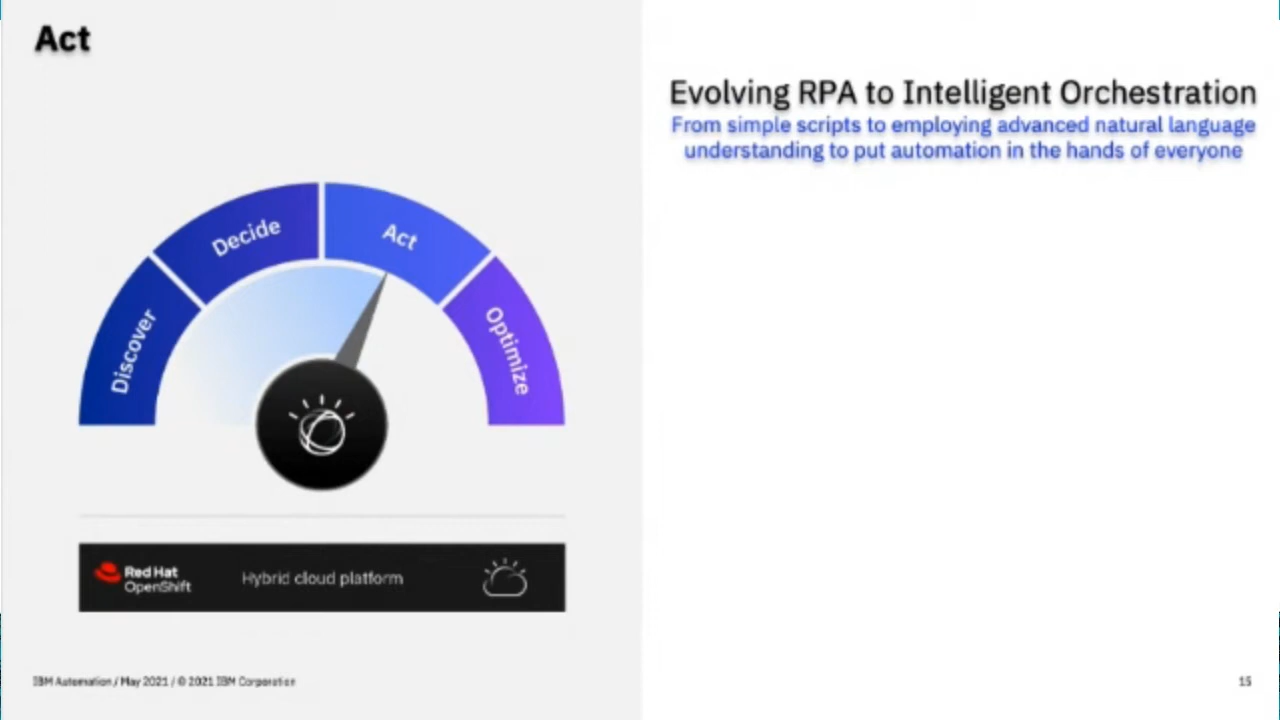 Act
Evolving RPA to Intelligent Orchestration
From simple scripts to employing advanced natural language
understanding to put automation in the hands of everyone
Discover
Decide
Act
Optimize
Red Hat
OpenShift
Hybrid cloud platform
IBM Automation / May 2021 / © 2021 IBM Corporation
15